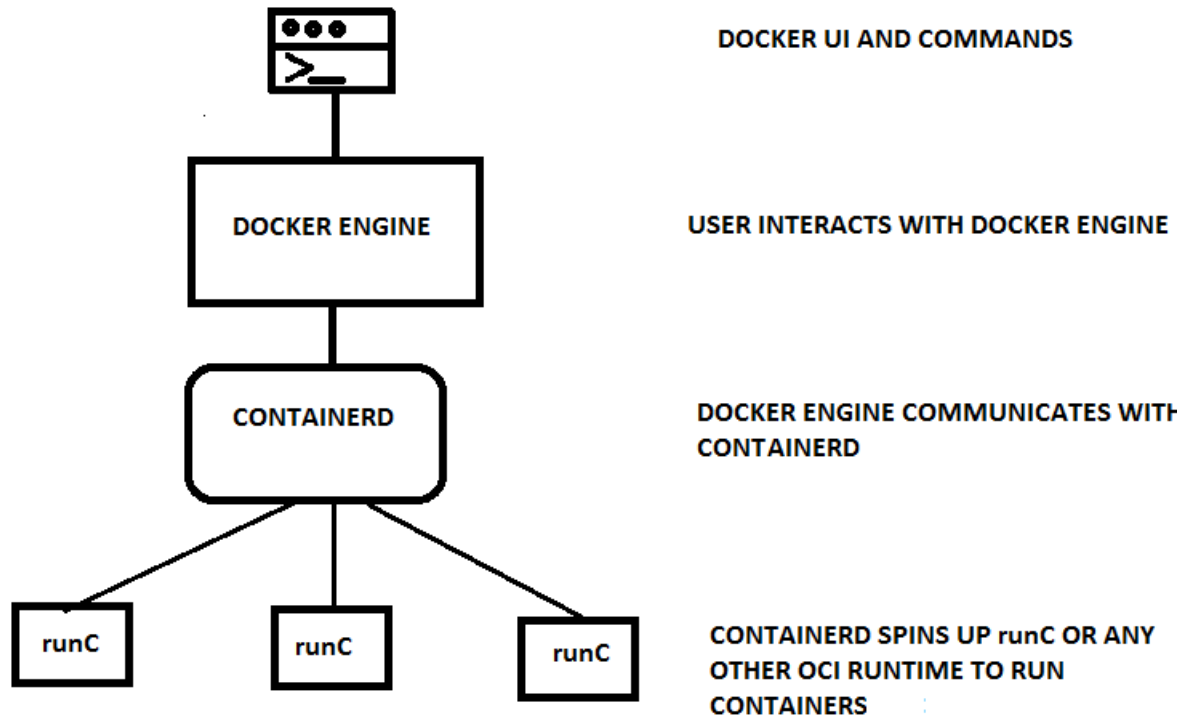 >_
DOCKER UI AND COMMANDS
DOCKER ENGINE
USER INTERACTS WITH DOCKER ENGINE
CONTAINERD
DOCKER ENGINE COMMUNICATES WITH
CONTAINERD
runC
runC
runC
CONTAINERD SPINS UP runC OR ANY
OTHER OCI RUNTIME TO RUN
CONTAINERS